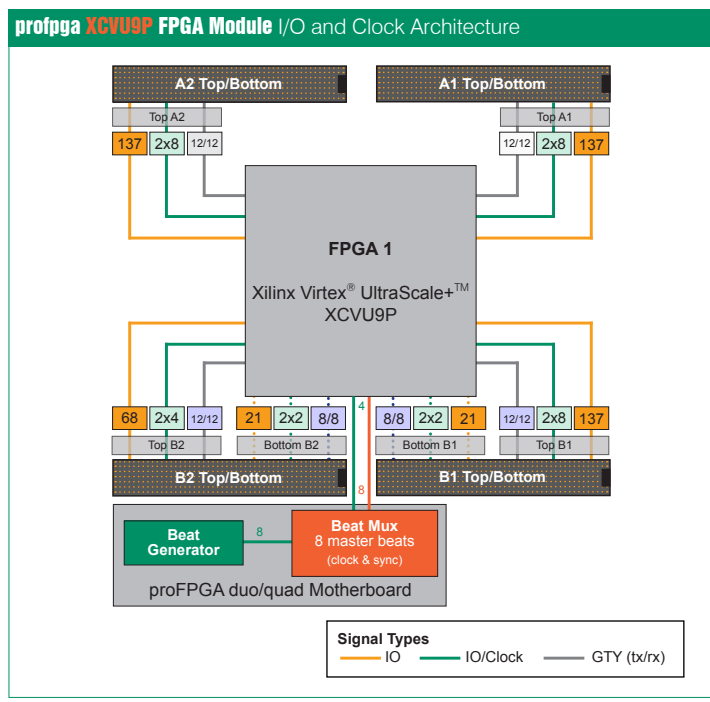 profpga XCVU9P FPGA Module I/O and Clock Architecture
A2 Top/Bottom
A1 Top/Bottom
Top A2
Top A1
137 2x8 12/12
12/12 2x8 137
FPGA 1
Xilinx Virtex® UltraScale+™
XCVU9P
68 2x4 12/12 21 2x2 8/8
4
8/8 2x2 21 12/12 2x8 137
Top B2 Bottom B2
Bottom B1 Top B1
B2 Top/Bottom
B1 Top/Bottom
8
Beat
Generator
8
Beat Mux
8 master beats
(clock & sync)
proFPGA duo/quad Motherboard
Signal Types
IO IO/Clock GTY (tx/rx)